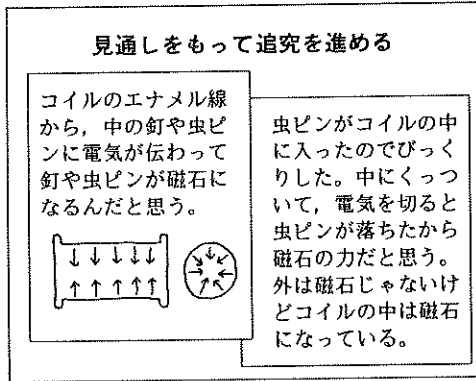 見通しをもって追究を進める
コイルのエナメル線
から，中の釘や虫ピ
ンに電気が伝わって
釘や虫ピンが磁石に
なるんだと思う。
虫ピンがコイルの中
に入ったのでびっく
りした。中にくっつ
いて，電気を切ると
虫ピンが落ちたから
磁石の力だと思う。
外は磁石じゃないけ
どコイルの中は磁石
になっている。